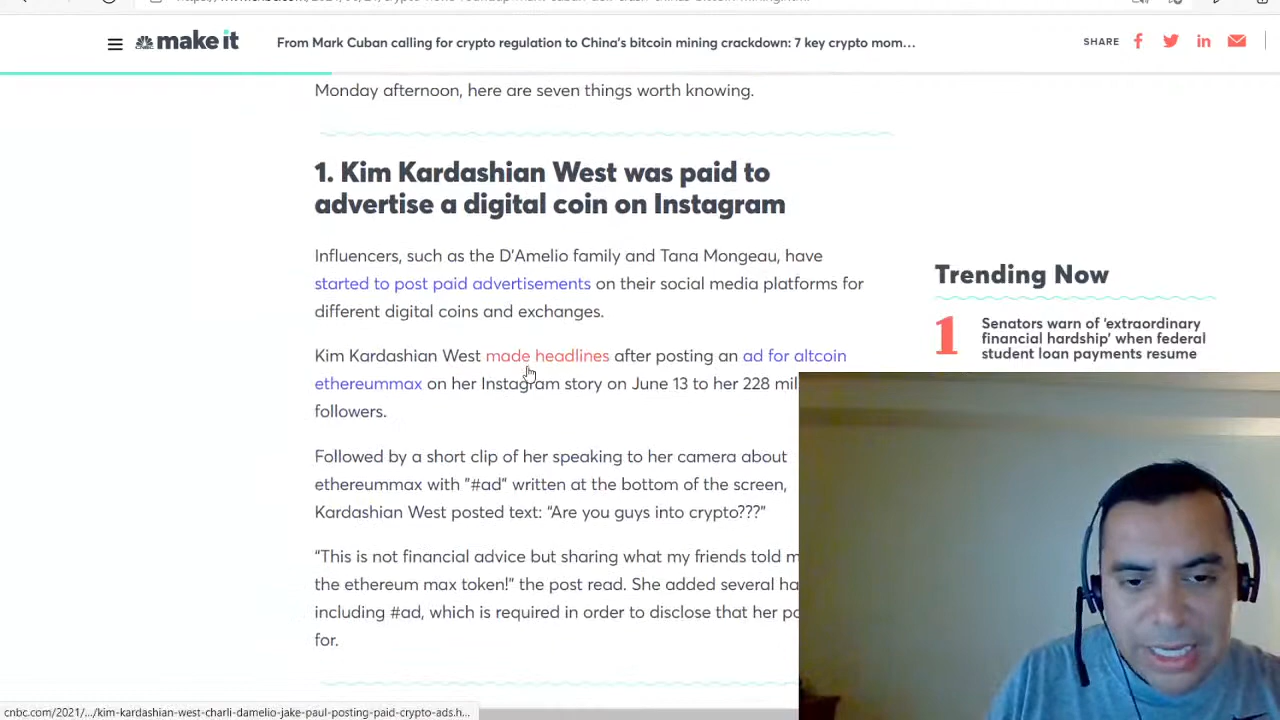 make it
From Mark Cuban calling for crypto regulation to China's bitcoin mining crackdown: 7 key crypto mom...
SHARE
Monday afternoon, here are seven things worth knowing.
1. Kim Kardashian West was paid to
advertise a digital coin on Instagram
Influencers, such as the D'Amelio family and Tana Mongeau, have
started to post paid advertisements on their social media platforms for
different digital coins and exchanges.
Kim Kardashian West made headlines after posting an ad for altcoin
ethereummax on her Instagram story on June 13 to her 228 mil
followers.
Followed by a short clip of her speaking to her camera about
ethereummax with "#ad" written at the bottom of the screen,
Kardashian West posted text: "Are you guys into crypto???"
"This is not financial advice but sharing what my friends told m
the ethereum max token!" the post read. She added several ha
including #ad, which is required in order to disclose that her po
for.
Trending Now
1 Senators warn of 'extraordinary
financial hardship' when federal
student loan payments resume
cnbc.com/2021/.../kim-kardashian-west-charli-damelio-jake-paul-posting-paid-crypto-ads.h...